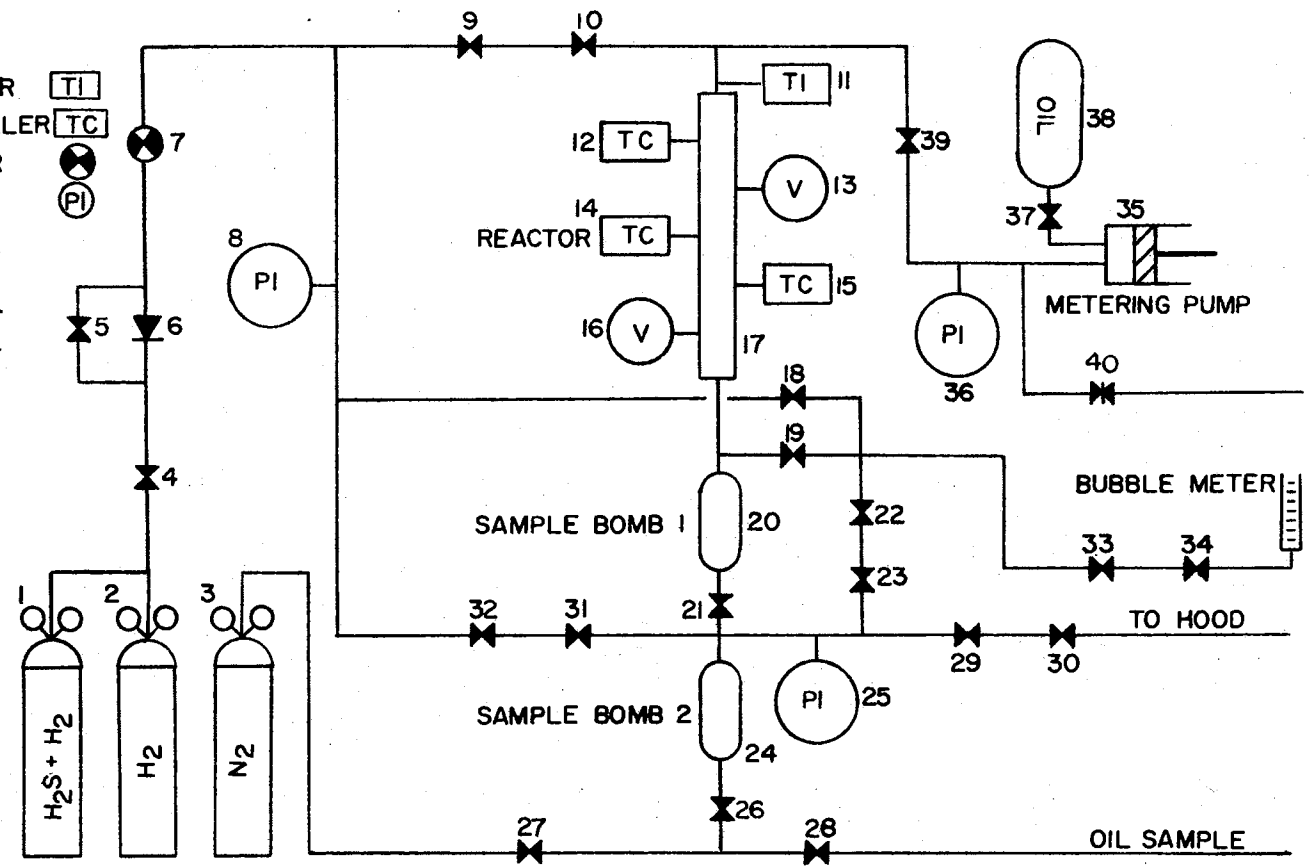 9 10
R TI
LER TC
R
PI
7
TI 11
12 TC
OIL 38
39
V 13
37 35
14
REACTOR TC
8
PI
TC 15
METERING PUMP
5 6
16 V
17
PI
36
18
40
19
4
BUBBLE METER
SAMPLE BOMB 1 20
22
33 34
23
1 2 3
32 31 21
TO HOOD
29 30
SAMPLE BOMB 2
PI 25
24
H2S + H2 H2 N2
26
27 28
OIL SAMPLE